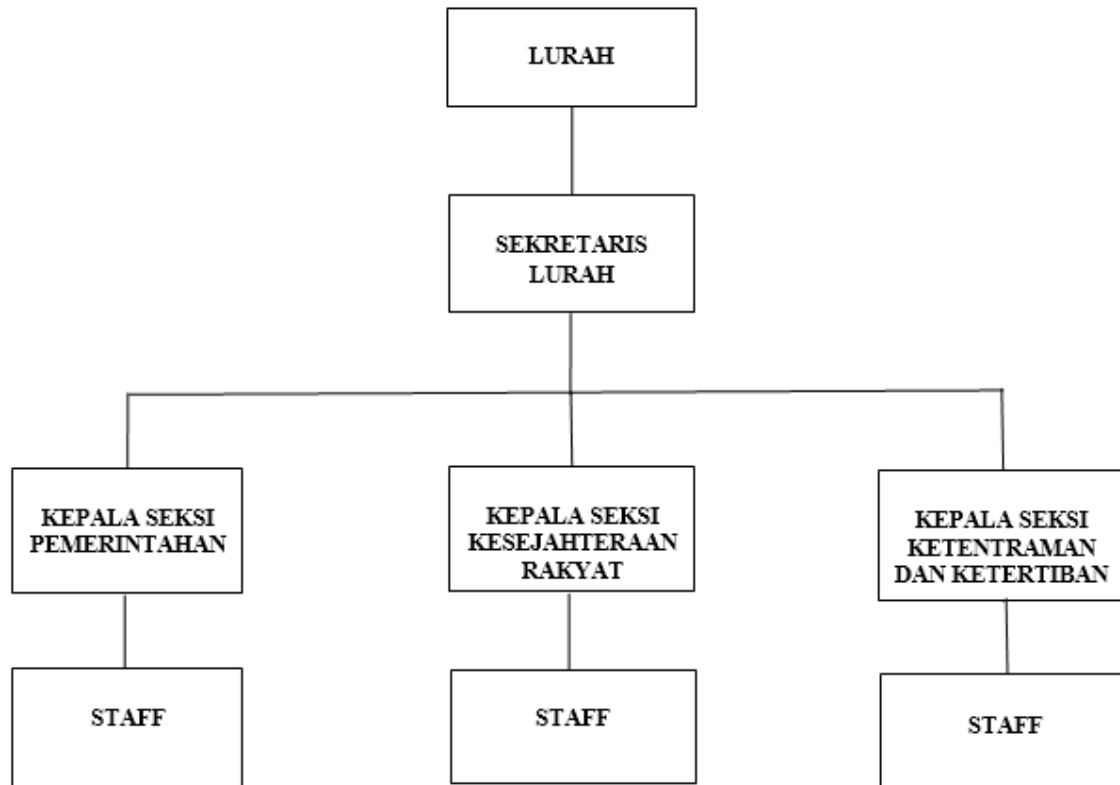 LURAH
SEKRETARIS
LURAH
KEPALA SEKSI
PEMERINTAHAN
KEPALA SEKSI
KESEJAHTERAAN
RAKYAT
KEPALA SEKSI
KETENTRAMAN
DAN KETERTIBAN
STAFF
STAFF
STAFF